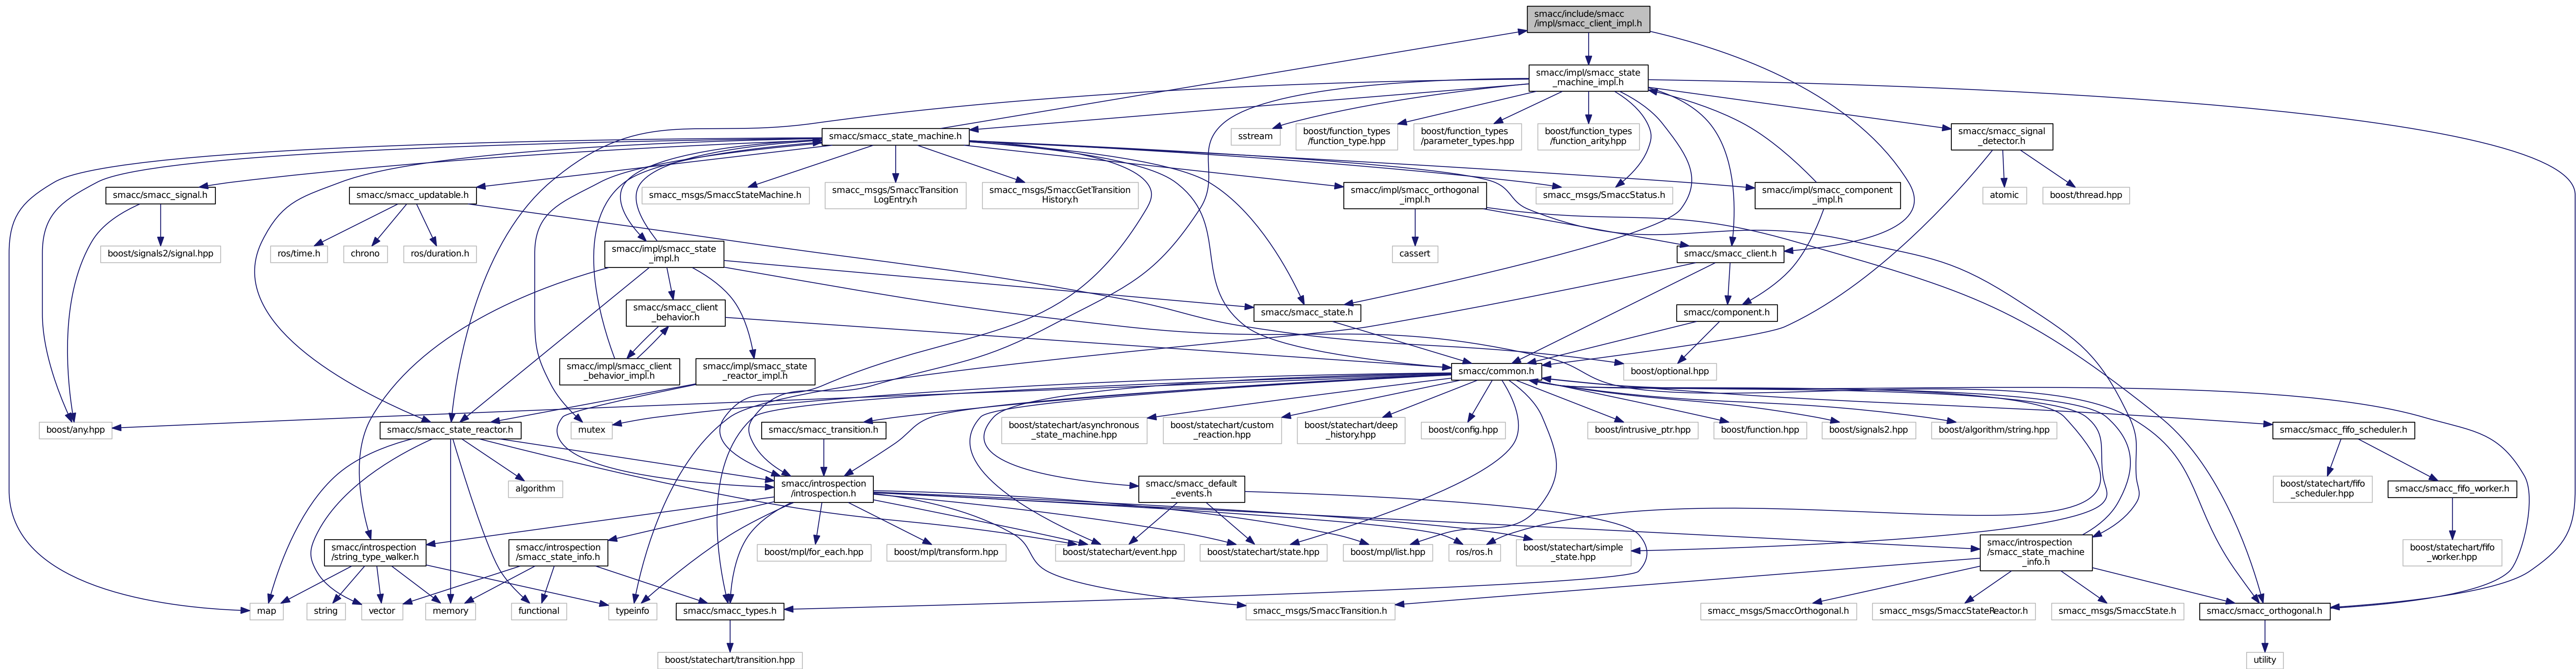 smacc/include/smacc
/impl/smacc_client_impl.h
smacc/impl/smacc_state
_machine_impl.h
smacc/smacc_state_machine.h
sstream
boost/function_types
/function_type.hpp
boost/function_types
/parameter_types.hpp
boost/function_types
/function_arity.hpp
smacc/smacc_signal
_detector.h
smacc/smacc_signal.h
smacc/smacc_updatable.h
smacc_msgs/SmaccStateMachine.h
smacc_msgs/SmaccTransition
LogEntry.h
smacc_msgs/SmaccGetTransition
History.h
smacc/impl/smacc_orthogonal
_impl.h
smacc_msgs/SmaccStatus.h
smacc/impl/smacc_component
_impl.h
atomic
boost/thread.hpp
boost/signals2/signal.hpp
ros/time.h
chrono
ros/duration.h
smacc/impl/smacc_state
_impl.h
cassert
smacc/smacc_client.h
smacc/smacc_client
_behavior.h
smacc/smacc_state.h
smacc/component.h
smacc/impl/smacc_client
_behavior_impl.h
smacc/impl/smacc_state
_reactor_impl.h
smacc/common.h
boost/optional.hpp
boost/any.hpp
smacc/smacc_state_reactor.h
mutex
smacc/smacc_transition.h
boost/statechart/asynchronous
_state_machine.hpp
boost/statechart/custom
_reaction.hpp
boost/statechart/deep
_history.hpp
boost/config.hpp
boost/intrusive_ptr.hpp
boost/function.hpp
boost/signals2.hpp
boost/algorithm/string.hpp
smacc/smacc_fifo_scheduler.h
algorithm
smacc/introspection
/introspection.h
smacc/smacc_default
_events.h
boost/statechart/fifo
_scheduler.hpp
smacc/smacc_fifo_worker.h
smacc/introspection
/string_type_walker.h
smacc/introspection
/smacc_state_info.h
boost/mpl/for_each.hpp
boost/mpl/transform.hpp
boost/statechart/event.hpp
boost/statechart/state.hpp
boost/mpl/list.hpp
ros/ros.h
boost/statechart/simple
_state.hpp
smacc/introspection
/smacc_state_machine
_info.h
boost/statechart/fifo
_worker.hpp
map
string
vector
memory
functional
typeinfo
smacc/smacc_types.h
smacc_msgs/SmaccTransition.h
smacc_msgs/SmaccOrthogonal.h
smacc_msgs/SmaccStateReactor.h
smacc_msgs/SmaccState.h
smacc/smacc_orthogonal.h
boost/statechart/transition.hpp
utility